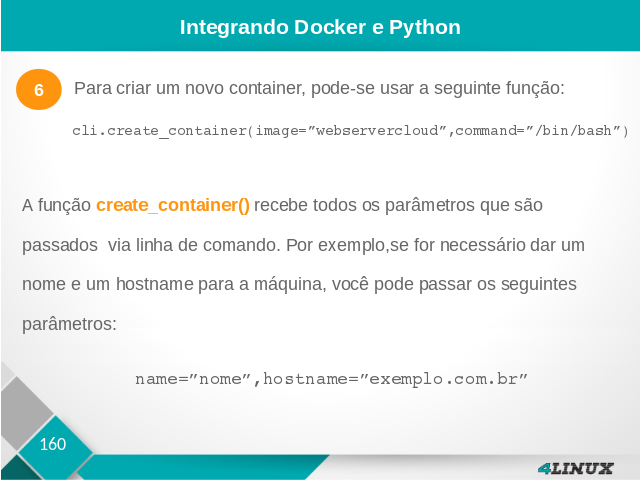 Integrando Docker e Python
6
Para criar um novo container, pode-se usar a seguinte função:
cli.create_container(image=”webservercloud”,command=”/bin/bash”)
A função create_container() recebe todos os parâmetros que são
passados  via linha de comando. Por exemplo,se for necessário dar um
nome e um hostname para a máquina, você pode passar os seguintes
parâmetros:
name=”nome”,hostname=”exemplo.com.br”
160
4LINUX